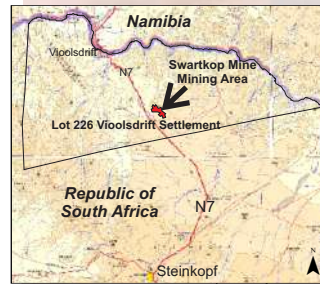 Namibia
Vioolsdrift
Swartkop Mine
Mining Area
N7
Lot 226 Vioolsdrift Settlement
Republic of
South Africa
N7
Steinkopf
N